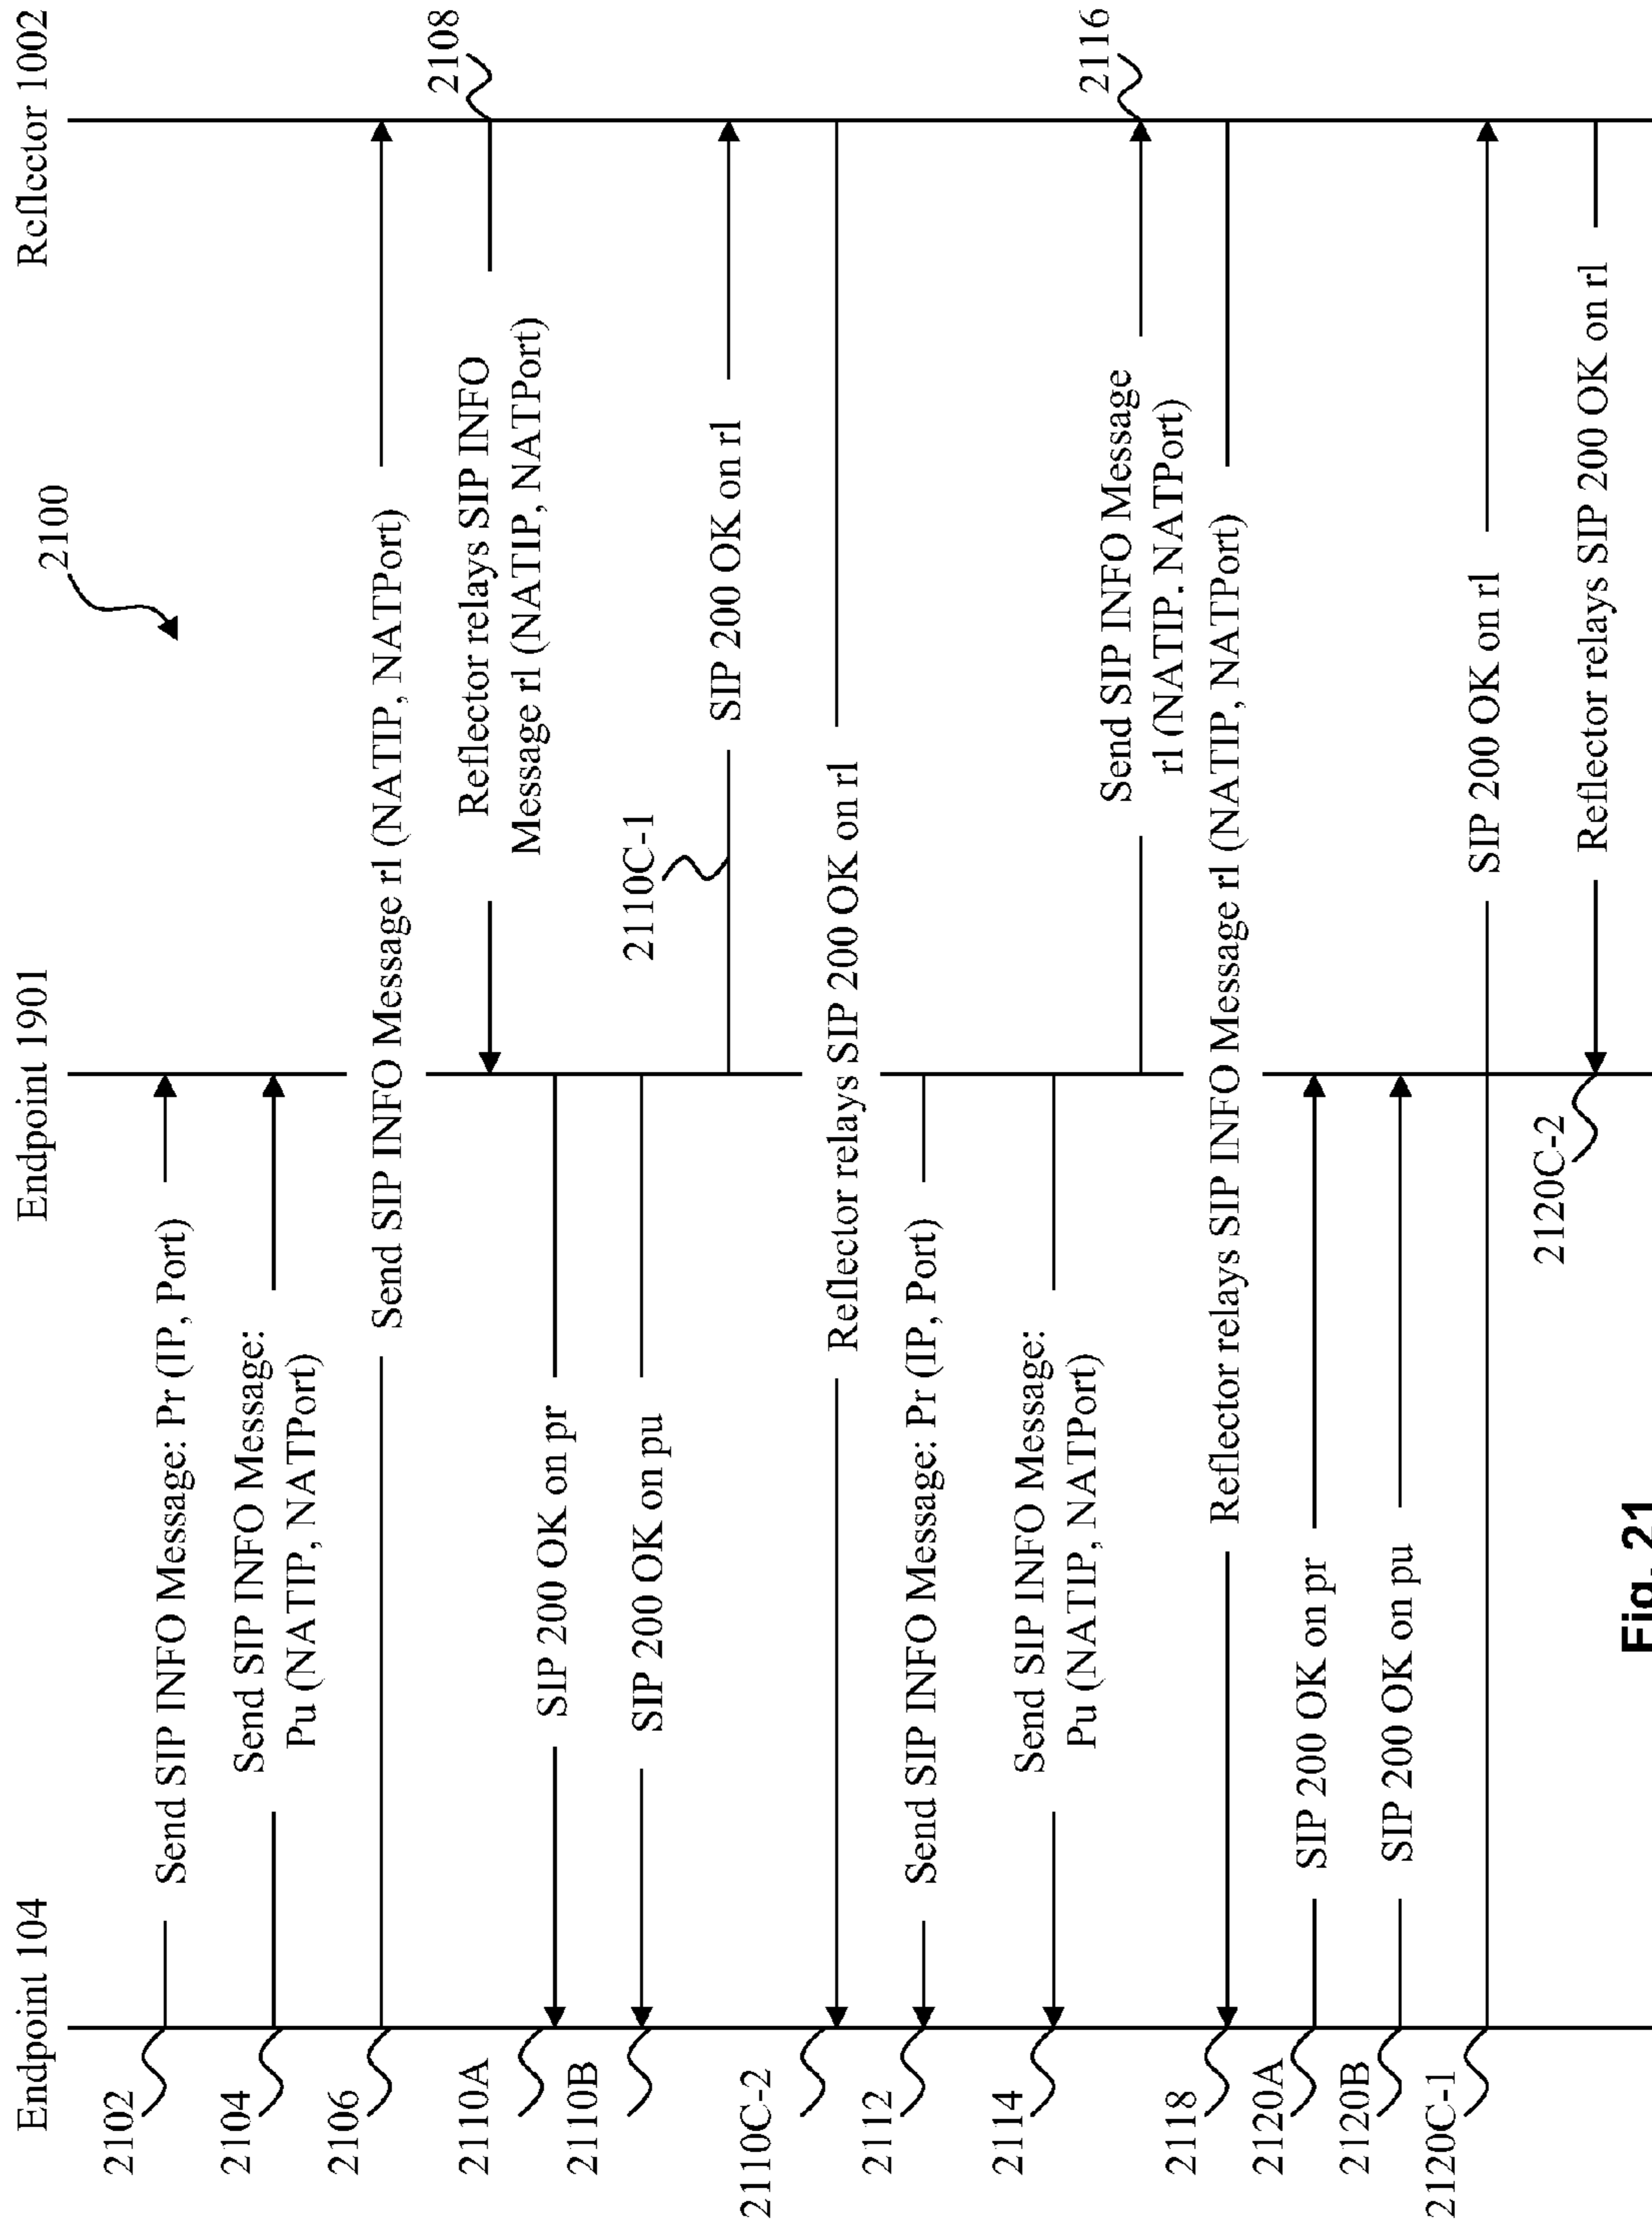 Endpoint 104
Endpoint 1901
Reflector 1002
2100
2102
Send SIP INFO Message: Pr (IP, Port)
2104
Send SIP INFO Message:
Pu (NATIP, NATPort)
2106
Send SIP INFO Message rl (NATIP, NATPort)
2108
Reflector relays SIP INFO
Message rl (NATIP, NATPort)
2110A
SIP 200 OK on pr
2110B
SIP 200 OK on pu
2110C-1
SIP 200 OK on rl
2110C-2
Reflector relays SIP 200 OK on rl
2112
Send SIP INFO Message: Pr (IP, Port)
2114
Send SIP INFO Message:
Pu (NATIP, NATPort)
2116
Send SIP INFO Message
rl (NATIP. NATPort)
2118
Reflector relays SIP INFO Message rl (NATIP, NATPort)
2120A
SIP 200 OK on pr
2120B
SIP 200 OK on pu
2120C-1
SIP 200 OK on rl
2120C-2
Reflector relays SIP 200 OK on rl
Fig. 21